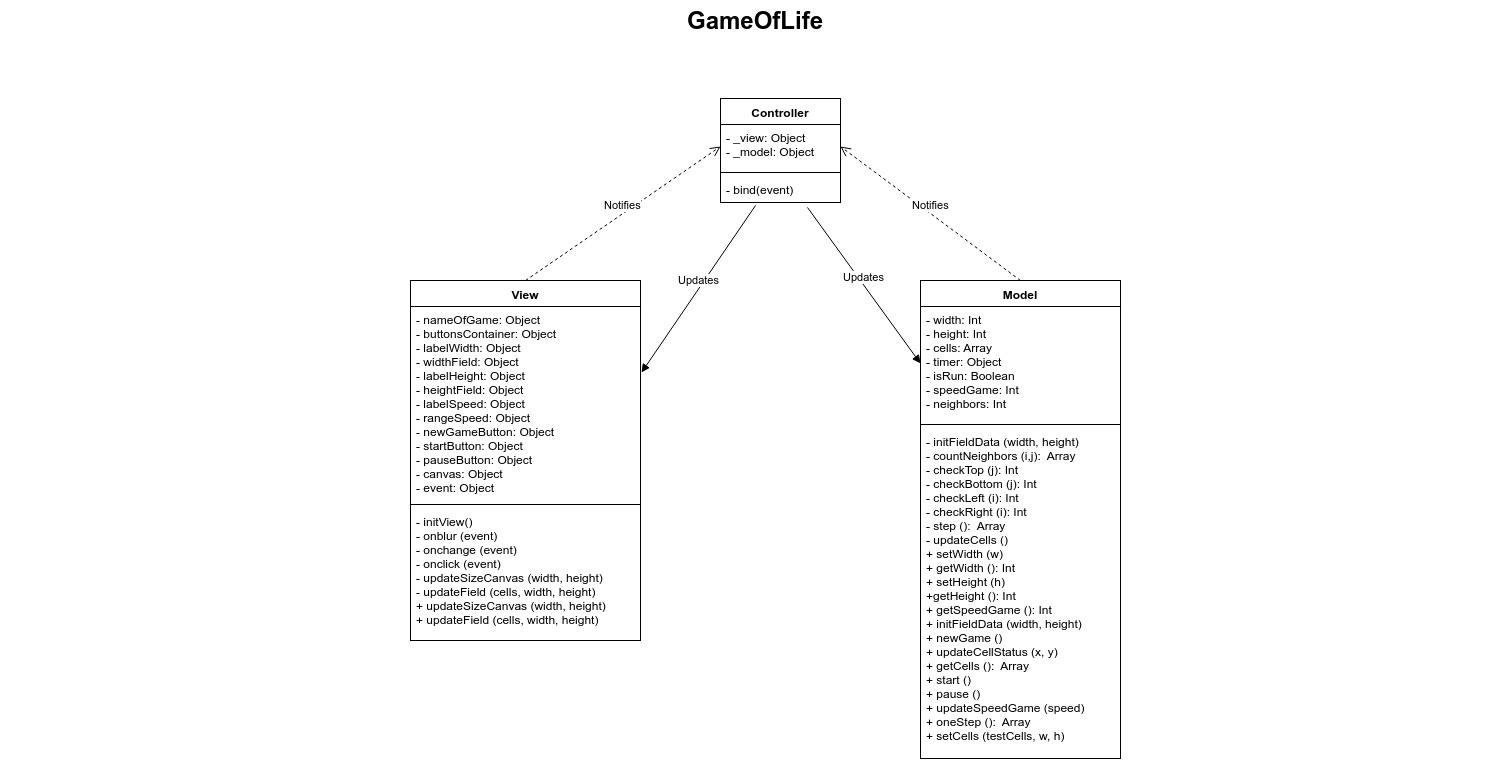 GameOfLife
Controller
- _view: Object
- _model: Object
- bind(event)
Notifies
Notifies
Updates
Updates
View
- nameOfGame: Object
- buttonsContainer: Object
- labelWidth: Object
- widthField: Object
- labelHeight: Object
- heightField: Object
- labelSpeed: Object
- rangeSpeed: Object
- newGameButton: Object
- startButton: Object
- pauseButton: Object
- canvas: Object
- event: Object
- initView()
- onblur (event)
- onchange (event)
- onclick (event)
- updateSizeCanvas (width, height)
- updateField (cells, width, height)
+ updateSizeCanvas (width, height)
+ updateField (cells, width, height)
Model
- width: Int
- height: Int
- cells: Array
- timer: Object
- isRun: Boolean
- speedGame: Int
- neighbors: Int
- initFieldData (width, height)
- countNeighbors (i,j):  Array
- checkTop (j): Int
- checkBottom (j): Int
- checkLeft (i): Int
- checkRight (i): Int
- step ():  Array
- updateCells ()
+ setWidth (w)
+ getWidth (): Int
+ setHeight (h)
+getHeight (): Int
+ getSpeedGame (): Int
+ initFieldData (width, height)
+ newGame ()
+ updateCellStatus (x, y)
+ getCells ():  Array
+ start ()
+ pause ()
+ updateSpeedGame (speed)
+ oneStep ():  Array
+ setCells (testCells, w, h)